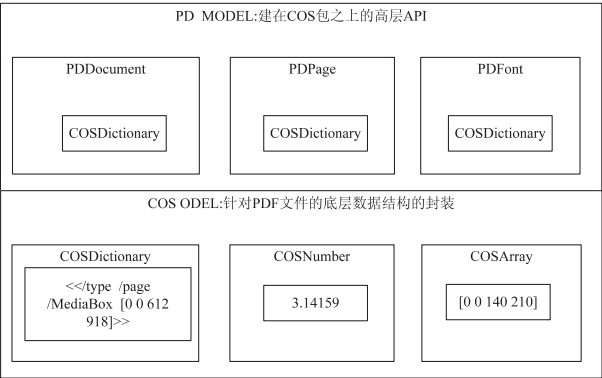 PD MODEL:建在COS包之上的高层API
PDDocument
PDPage
PDFont
COSDictionary
COSDictionary
COSDictionary
COS ODEL:针对PDF文件的底层数据结构的封装
COSDictionary
COSNumber
COSArray
<</type /page
/MediaBox [0 0 612
918]>>
3.14159
[0 0 140 210]